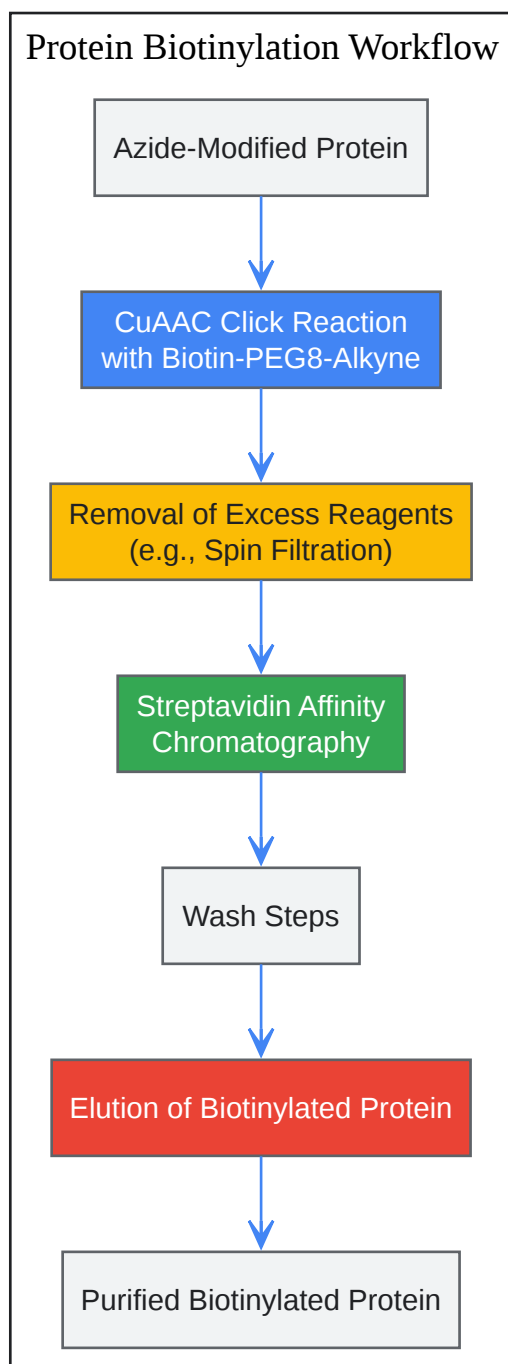 Protein Biotinylation Workflow
Azide-Modified Protein
CuAAC Click Reaction
with Biotin-PEG8-Alkyne
Removal of Excess Reagents
(e.g., Spin Filtration)
Streptavidin Affinity
Chromatography
Wash Steps
Elution of Biotinylated Protein
Purified Biotinylated Protein